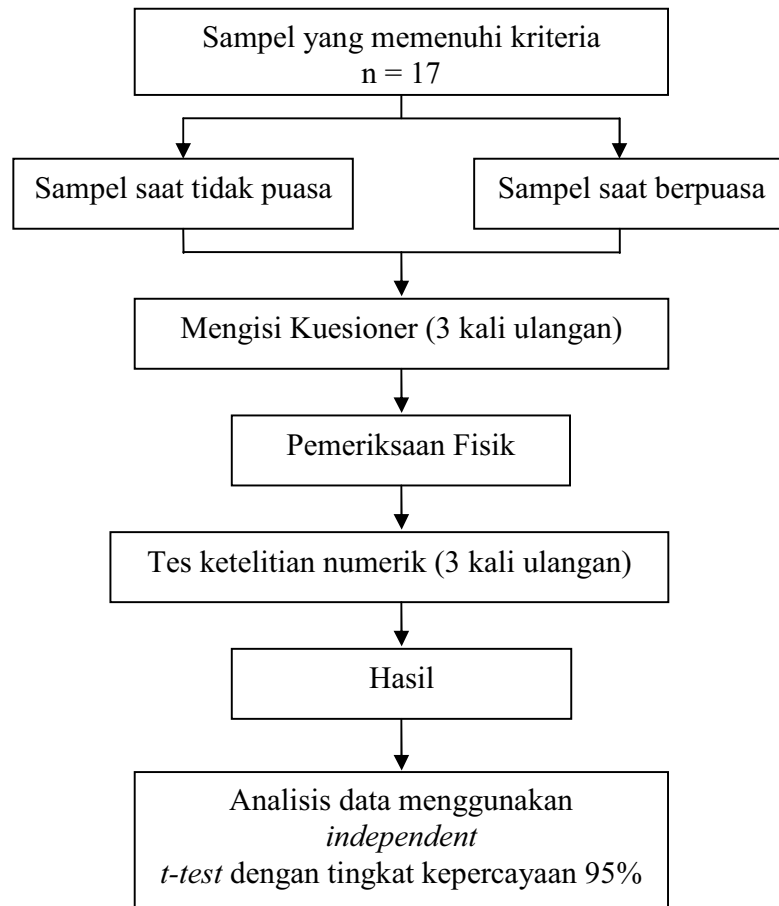 Sampel yang memenuhi kriteria
n = 17
Sampel saat tidak puasa
Sampel saat berpuasa
Mengisi Kuesioner (3 kali ulangan)
Pemeriksaan Fisik
Tes ketelitian numerik (3 kali ulangan)
Hasil
Analisis data menggunakan
independent
t-test dengan tingkat kepercayaan 95%